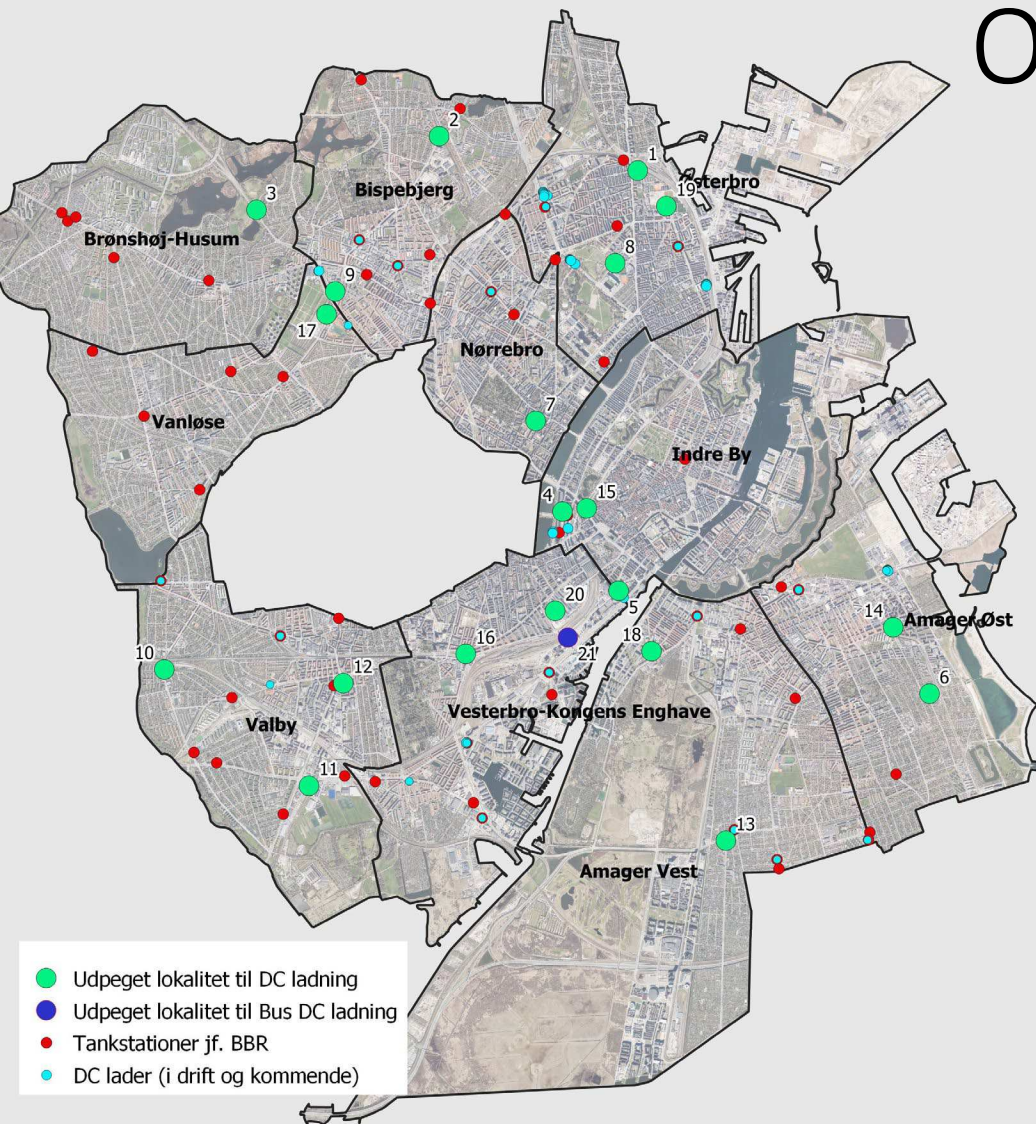 O
2
1
Bispebjerg
Østerbro
19
3
Brønshøj-Husum
8
9
17
Nørrebro
Vanløse
7
Indre By
4
15
20
5
14
Amager Øst
16
21
18
10
12
6
Vesterbro-Kongens Enghave
Valby
11
13
Amager Vest
Udpeget lokalitet til DC ladning
Udpeget lokalitet til Bus DC ladning
Tankstationer jf. BBR
DC lader (i drift og kommende)